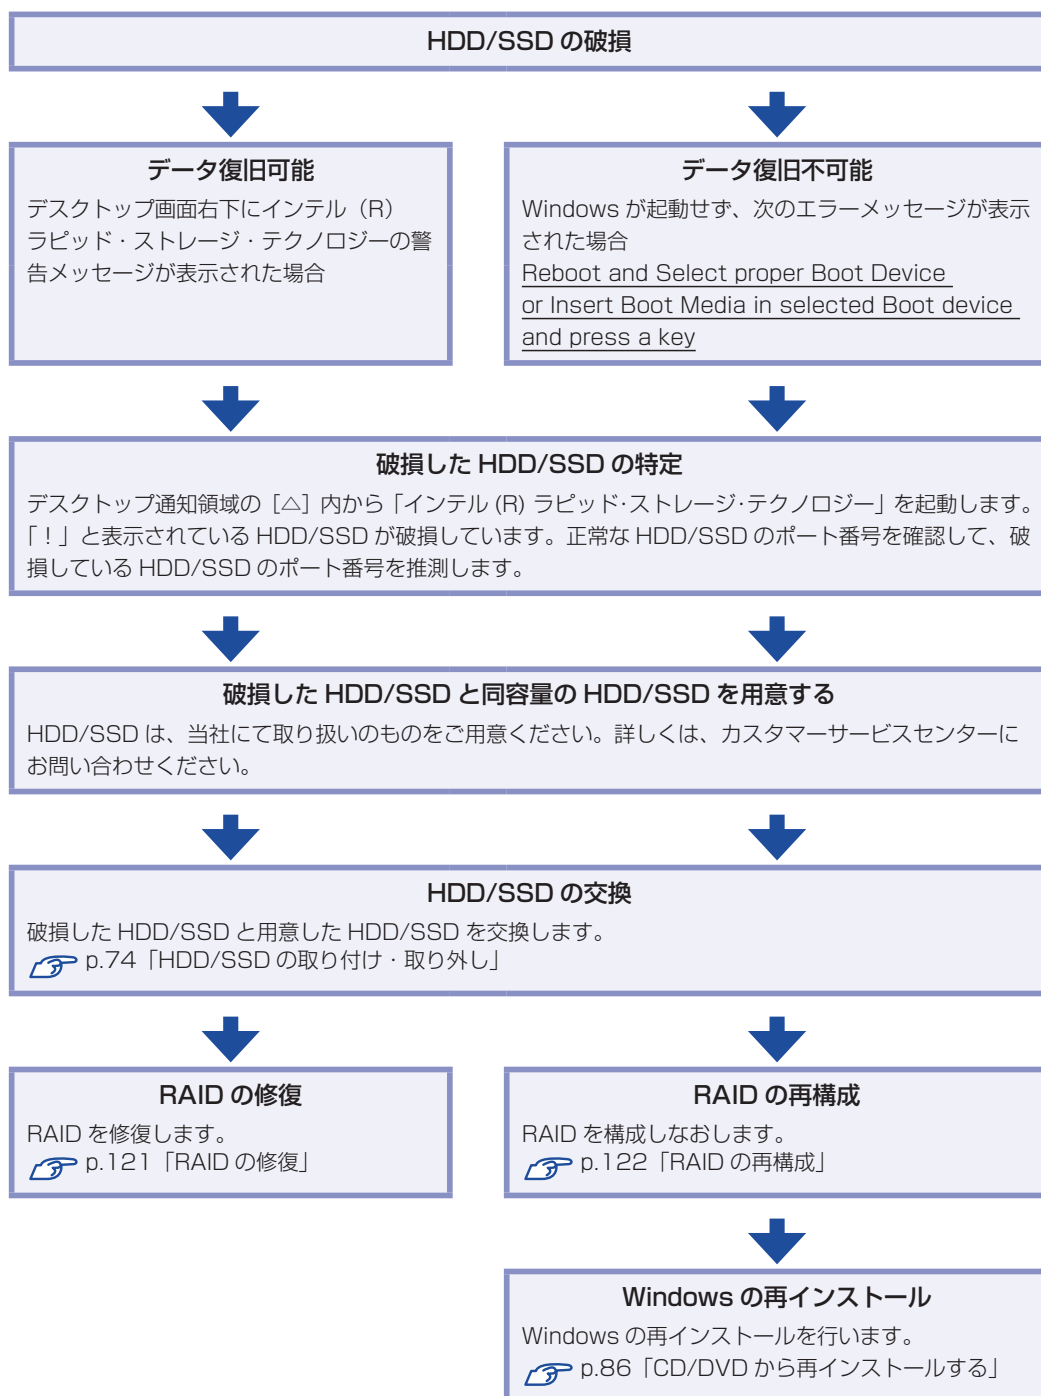 HDD/SSD の破損
データ復旧可能
デスクトップ画面右下にインテル（R）
ラピッド・ストレージ・テクノロジーの警
告メッセージが表示された場合
データ復旧不可能
Windows が起動せず、次のエラーメッセージが表示
された場合
Reboot and Select proper Boot Device
or Insert Boot Media in selected Boot device
and press a key
破損した HDD/SSD の特定
デスクトップ通知領域の［△］内から「インテル (R) ラピッド・ストレージ・テクノロジー」を起動します。
「！」と表示されている HDD/SSD が破損しています。正常な HDD/SSD のポート番号を確認して、破
損している HDD/SSD のポート番号を推測します。
破損した HDD/SSD と同容量の HDD/SSD を用意する
HDD/SSD は、当社にて取り扱いのものをご用意ください。詳しくは、カスタマーサービスセンターに
お問い合わせください。
HDD/SSD の交換
破損した HDD/SSD と用意した HDD/SSD を交換します。
p.74「HDD/SSD の取り付け・取り外し」
RAID の修復
RAID を修復します。
p.121「RAID の修復」
RAID の再構成
RAID を構成しなおします。
p.122「RAID の再構成」
Windows の再インストール
Windows の再インストールを行います。
p.86「CD/DVD から再インストールする」